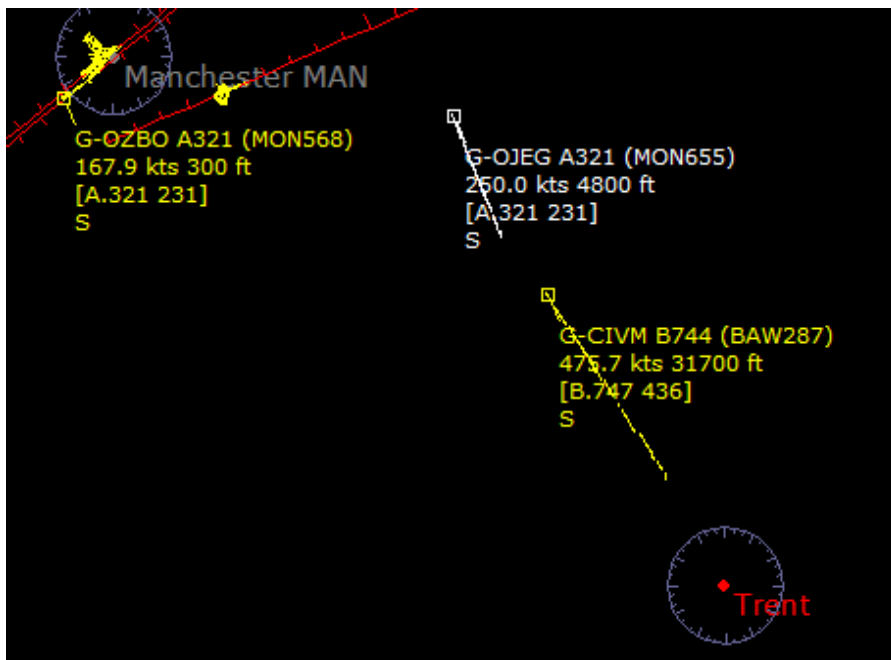 Manchester MAN
G-OZBO A321 (MON568)
167.9 kts 300 ft
[A.321 231]
S
G-OJEG A321 (MON655)
250.0 kts 4800 ft
[A.321 231]
S
G-CIVM B744 (BAW287)
475.7 kts 31700 ft
[B.747 436]
S
Trent